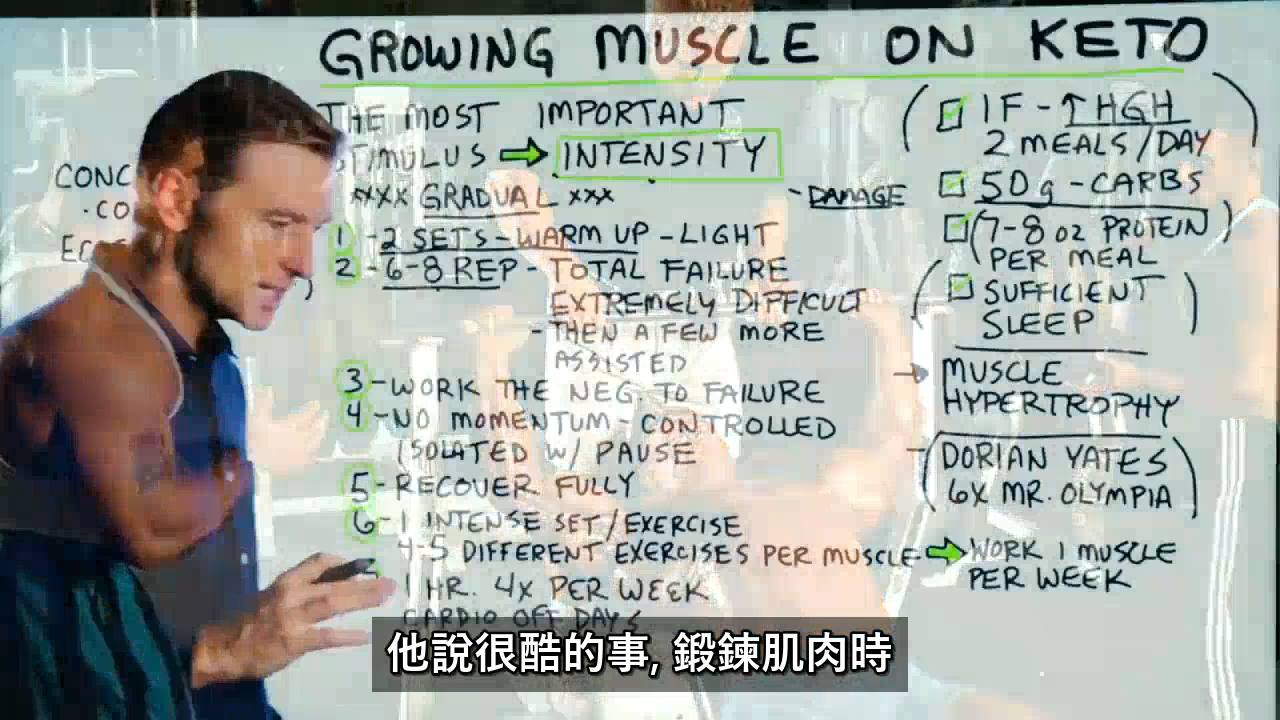 GROWING MUSCLE ON KETO
THE MOST IMPORTANT
STIMULUS → INTENSITY
xxxx GRADUAL xxx
- DAMAGE
1 - 2 SETS - WARM UP - LIGHT
2 - 6-8 REP - TOTAL FAILURE
EXTREMELY DIFFICULT
- THEN A FEW MORE
ASSISTED
3 - WORK THE NEG. TO FAILURE
4 - NO MOMENTUM - CONTROLLED
ISOLATED W/ PAUSE
5 - RECOVER FULLY
6 - 1 INTENSE SET/EXERCISE
4-5 DIFFERENT EXERCISES PER MUSCLE → WORK 1 MUSCLE
PER WEEK
1 HR. 4X PER WEEK
CARDIO OFF DAYS
CONC
·CO
(☑ IF - ↑HGH
2 MEALS/DAY)
☑ 50g - CARBS
☑ (7-8 OZ PROTEIN)
PER MEAL
(☑ SUFFICIENT
SLEEP)
→ MUSCLE
HYPERTROPHY
- (DORIAN YATES
6X MR. OLYMPIA)
他說很酷的事, 鍛鍊肌肉時